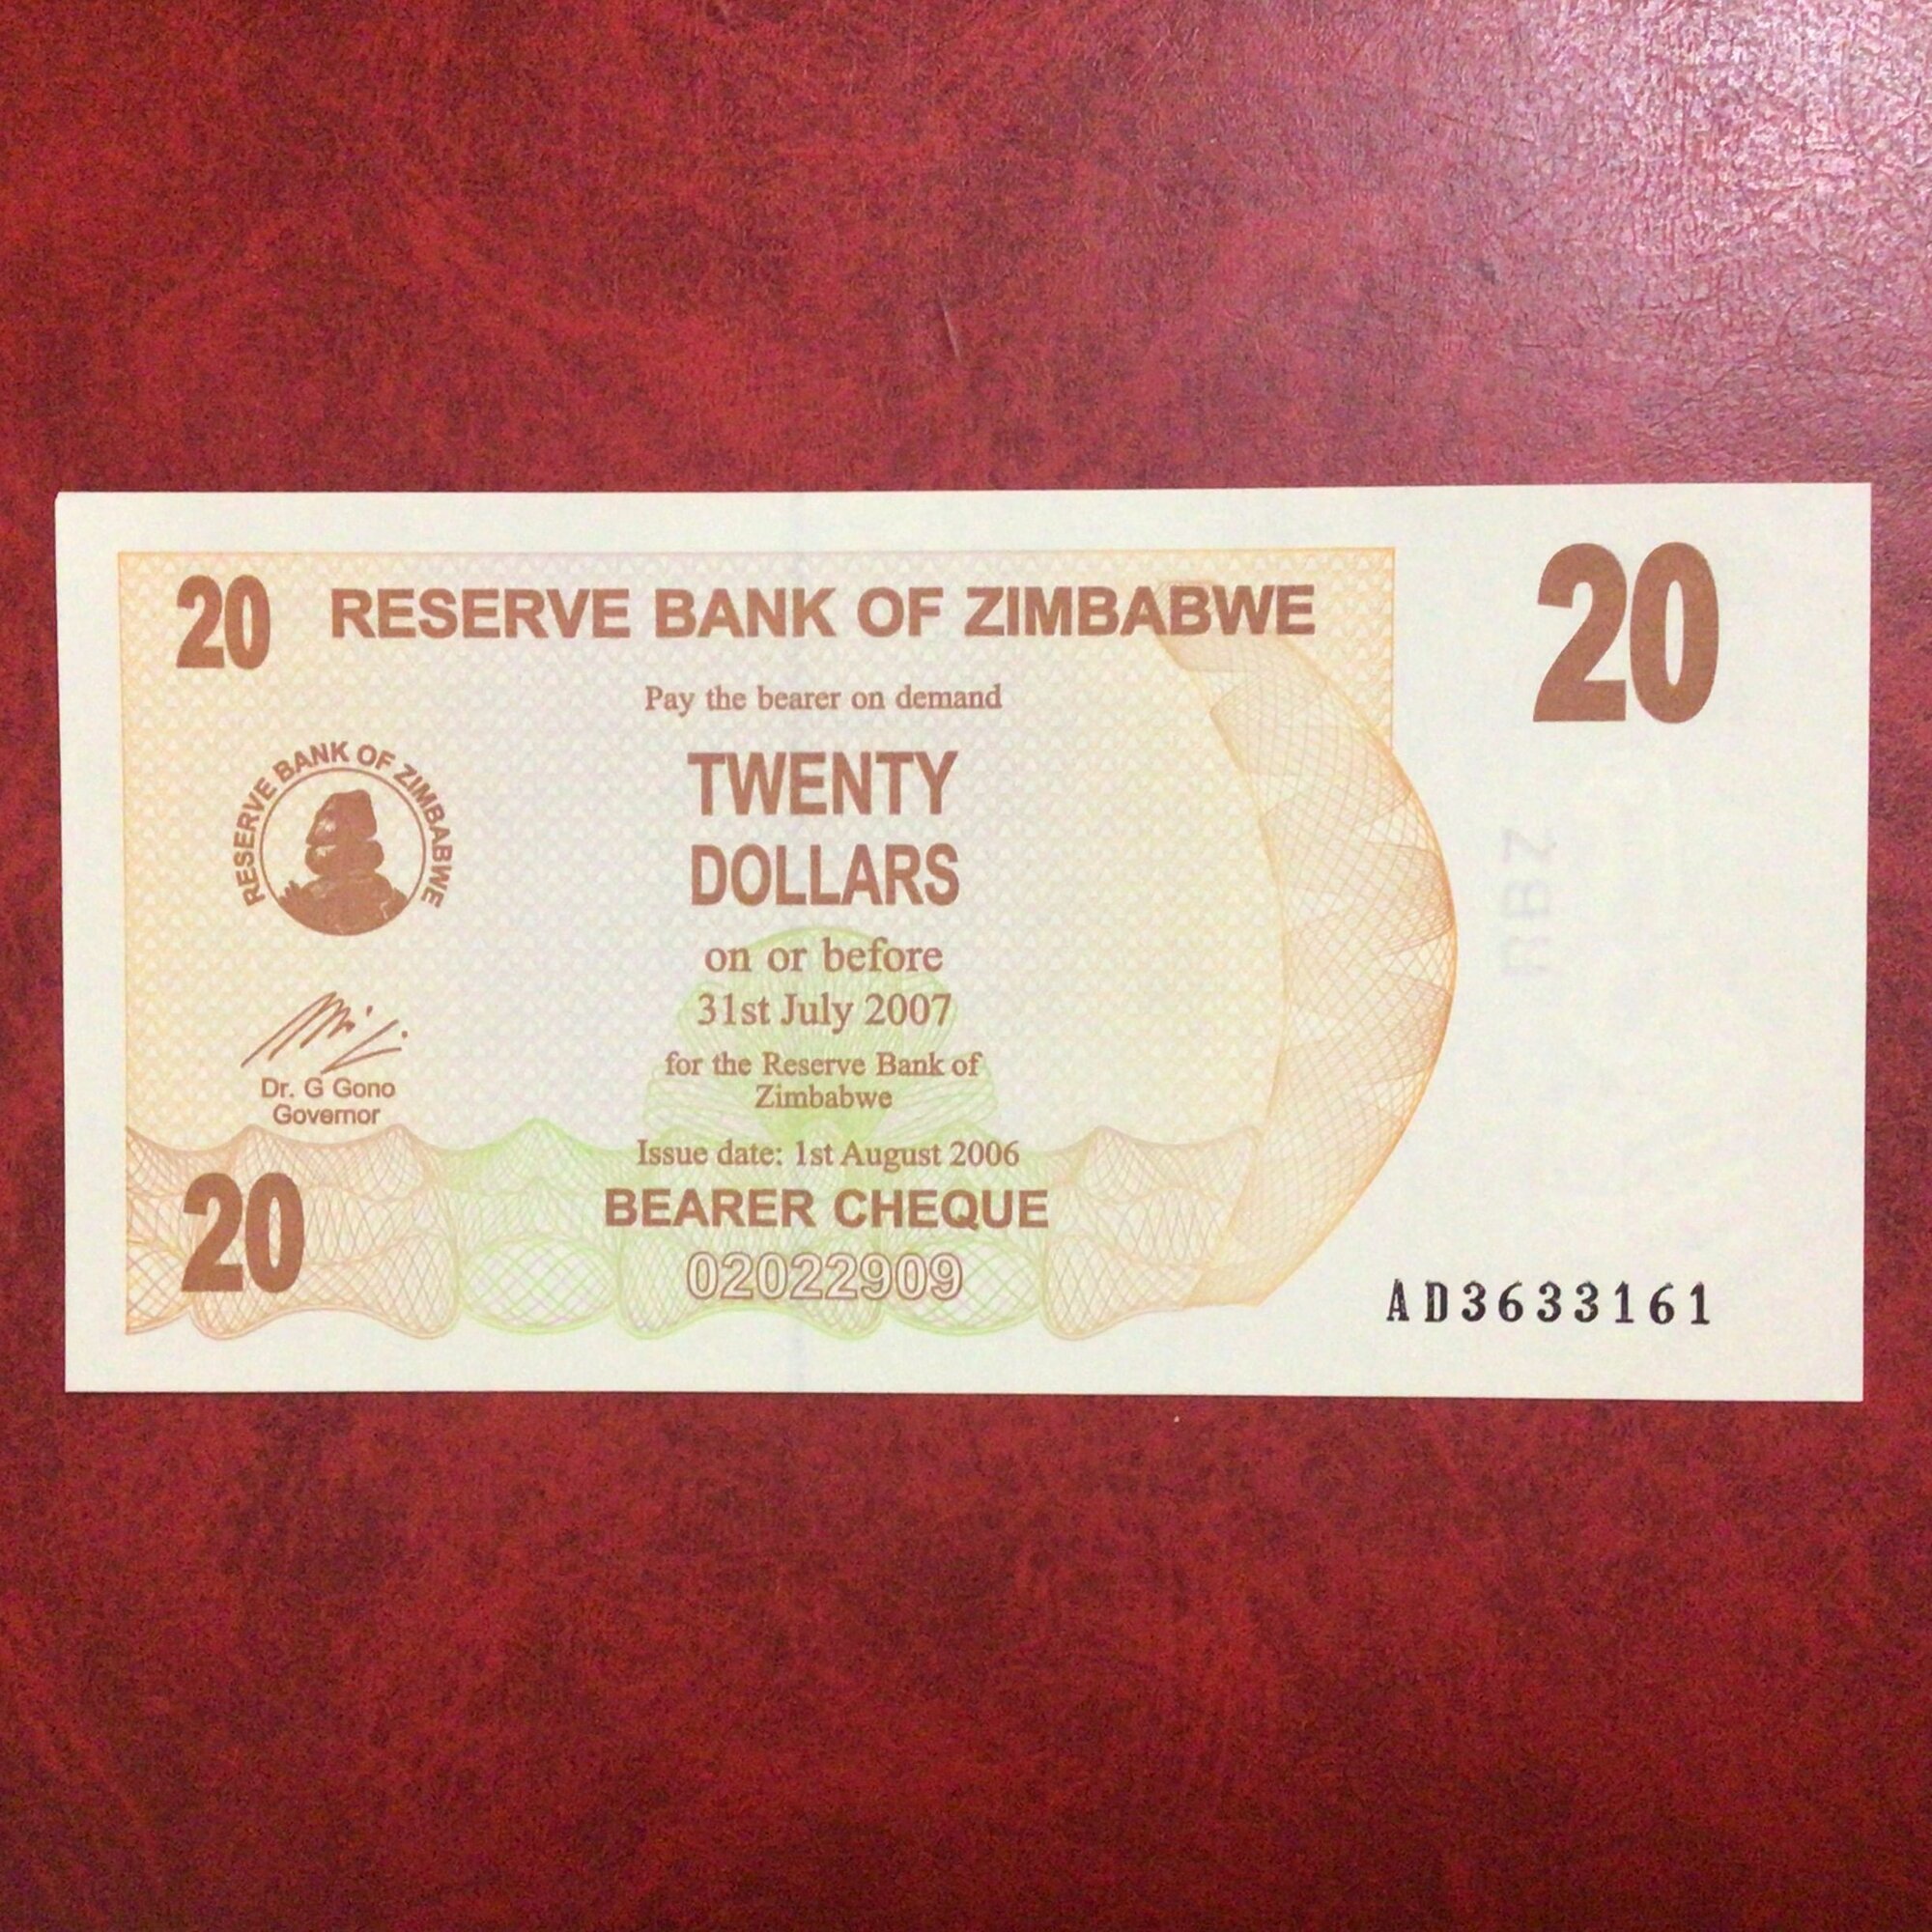 20 RESERVE BANK OF ZIMBABWE 20
Pay the bearer on demand
TWENTY
DOLLARS
RESERVE BANK OF ZIMBABWE
on or before
31st July 2007
for the Reserve Bank of
Zimbabwe
Dr. G Gono
Governor
Issue date: 1st August 2006
20 BEARER CHEQUE
02022909
AD3633161
RBZ